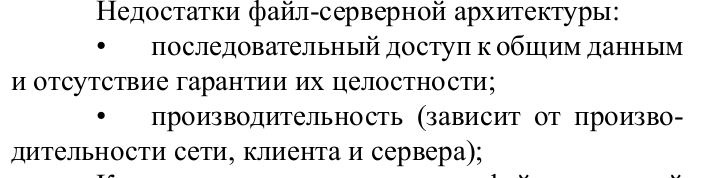 Недостатки файл-серверной архитектуры:
• последовательный доступ к общим данным
и отсутствие гарантии их целостности;
• производительность (зависит от произво-
дительности сети, клиента и сервера);